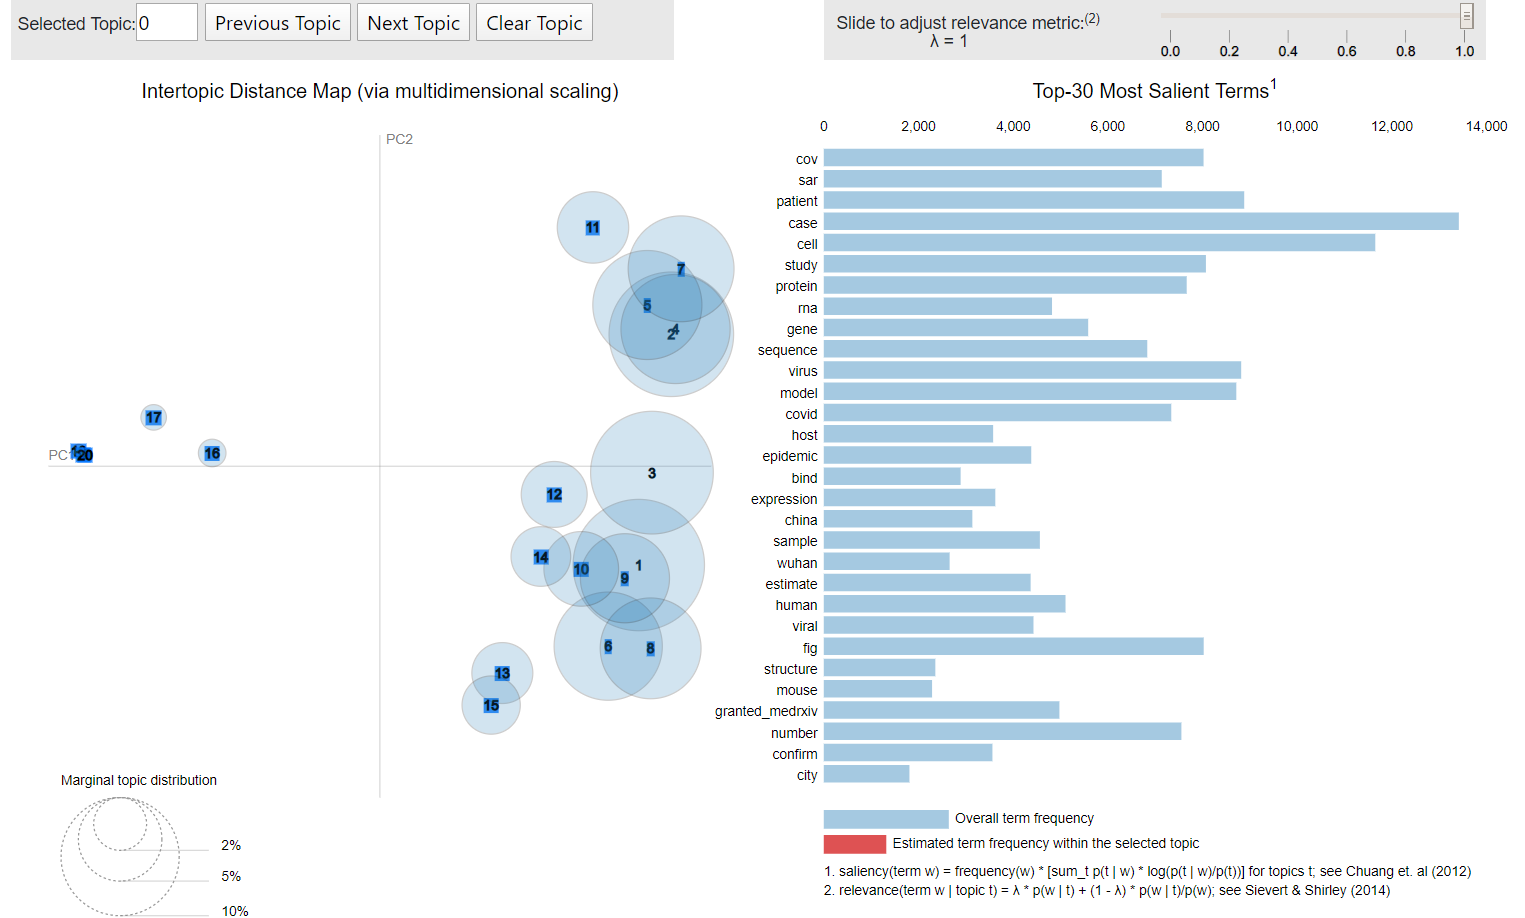 Selected Topic: 0 Previous Topic Next Topic Clear Topic
Slide to adjust relevance metric:(2)
λ = 1
0.0 0.2 0.4 0.6 0.8 1.0
Intertopic Distance Map (via multidimensional scaling)
PC2
PC1
11
7
5
4
2
17
16
20
3
12
14
10
1
9
6
8
13
15
Marginal topic distribution
2%
5%
10%
Top-30 Most Salient Terms1
0 2,000 4,000 6,000 8,000 10,000 12,000 14,000
cov
sar
patient
case
cell
study
protein
rna
gene
sequence
virus
model
covid
host
epidemic
bind
expression
china
sample
wuhan
estimate
human
viral
fig
structure
mouse
granted_medrxiv
number
confirm
city
Overall term frequency
Estimated term frequency within the selected topic
1. saliency(term w) = frequency(w) * [sum_t p(t | w) * log(p(t | w)/p(t))] for topics t; see Chuang et. al (2012)
2. relevance(term w | topic t) = λ * p(w | t) + (1 - λ) * p(w | t)/p(w); see Sievert & Shirley (2014)